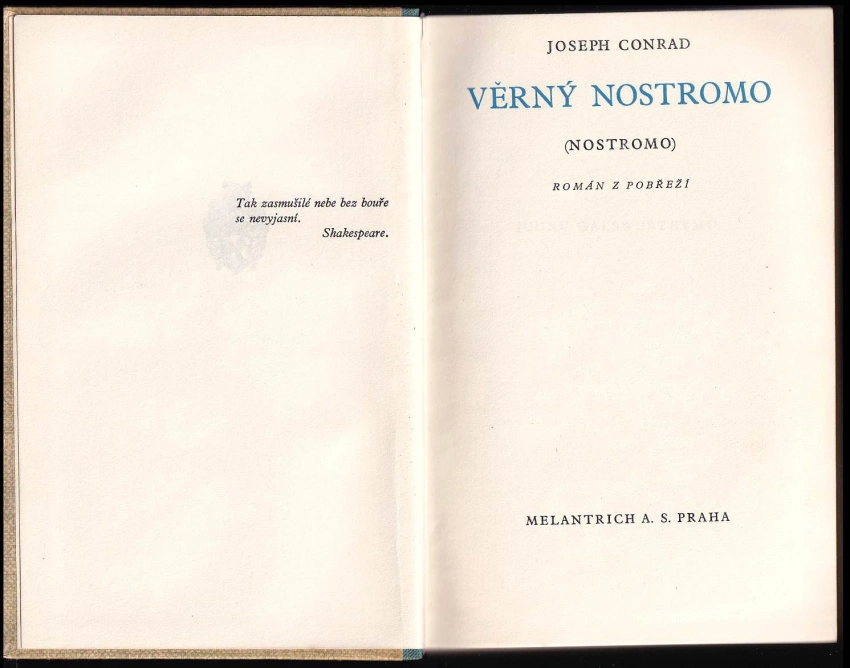 Tak zasmušilé nebe bez bouře
se nevyjasní.
Shakespeare.
JOSEPH CONRAD
VĚRNÝ NOSTROMO
(NOSTROMO)
ROMÁN Z POBŘEŽÍ
MELANTRICH A. S. PRAHA